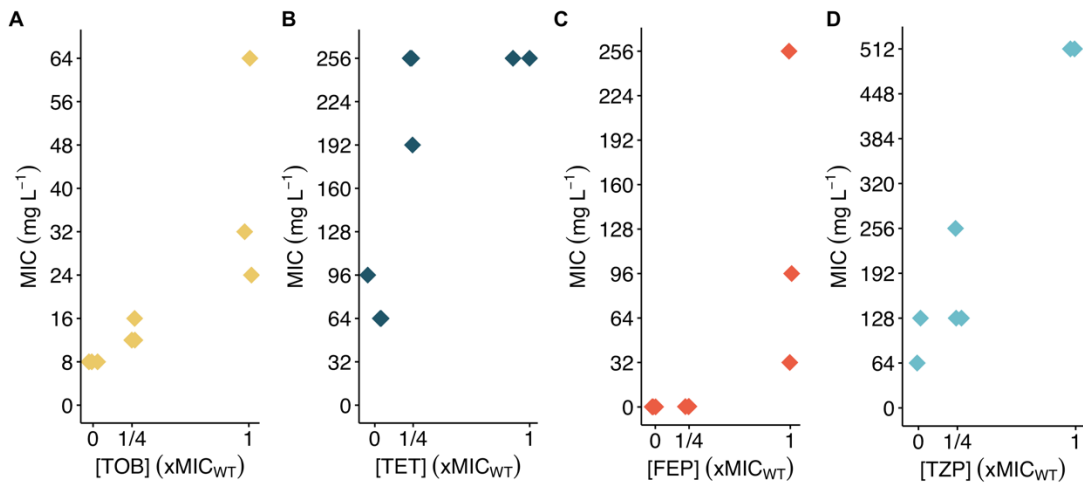 A
MIC (mg L⁻¹)
64
56
48
40
32
24
16
8
0
0 1/4 1
[TOB] (xMIC_WT)
B
MIC (mg L⁻¹)
256
224
192
160
128
96
64
32
0
0 1/4 1
[TET] (xMIC_WT)
C
MIC (mg L⁻¹)
256
224
192
160
128
96
64
32
0
0 1/4 1
[FEP] (xMIC_WT)
D
MIC (mg L⁻¹)
512
448
384
320
256
192
128
64
0
0 1/4 1
[TZP] (xMIC_WT)